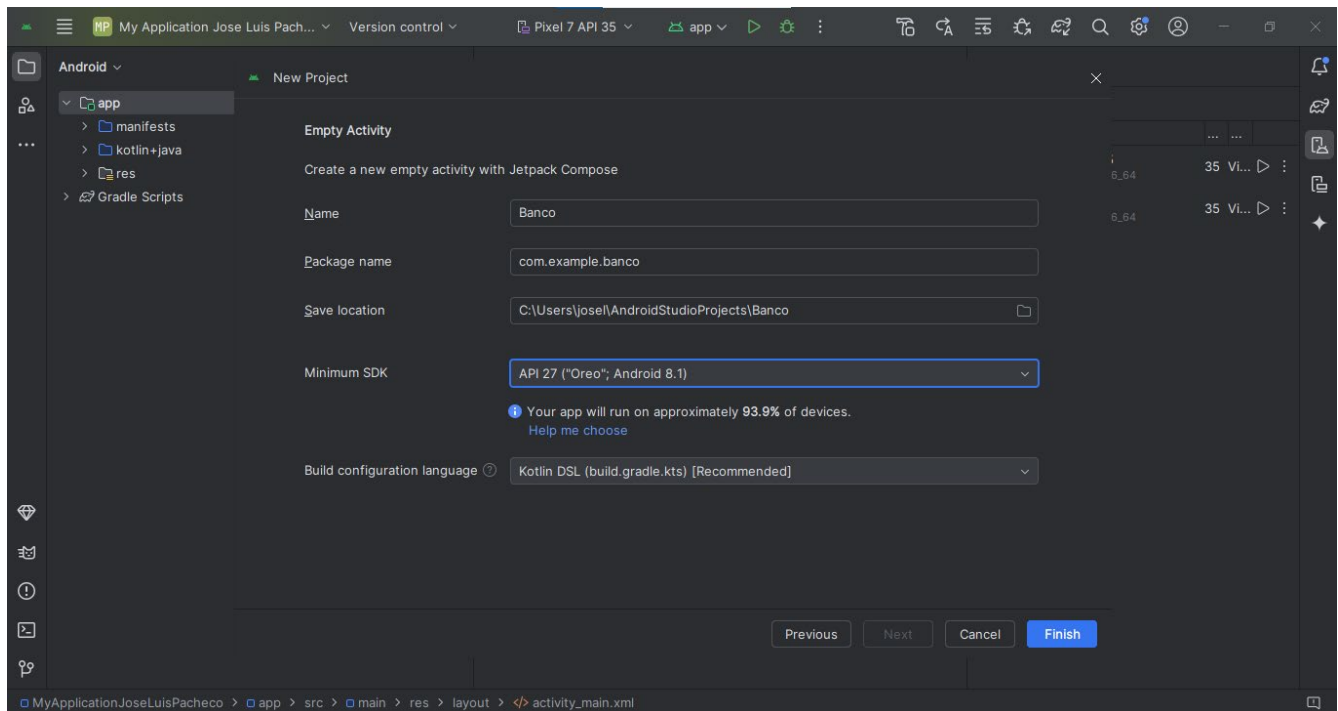 MP My Application Jose Luis Pach... Version control Pixel 7 API 35 app
Android
New Project
app
manifests
kotlin+java
res
Gradle Scripts
Empty Activity
Create a new empty activity with Jetpack Compose
Name Banco
Package name com.example.banco
Save location C:\Users\josel\AndroidStudioProjects\Banco
Minimum SDK API 27 ("Oreo"; Android 8.1)
Your app will run on approximately 93.9% of devices.
Help me choose
Build configuration language Kotlin DSL (build.gradle.kts) [Recommended]
... ...
35 Vi...
6_64
35 Vi...
6_64
Previous Next Cancel Finish
MyApplicationJoseLuisPacheco > app > src > main > res > layout > activity_main.xml